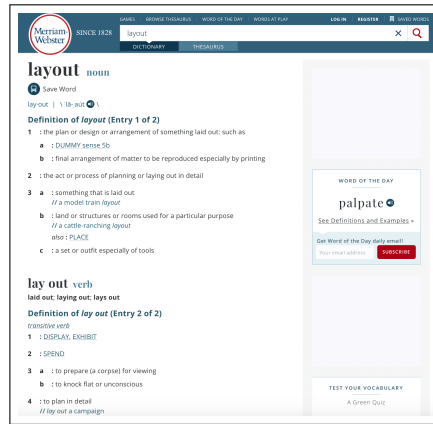 GAMES | BROWSE THESAURUS | WORD OF THE DAY | WORDS AT PLAY
LOG IN | REGISTER | SAVED WORDS
Merriam-
Webster
SINCE 1828
layout
DICTIONARY
THESAURUS
layout noun
Save Word
lay·out | \ ˈlā-ˌau̇t \
Definition of layout (Entry 1 of 2)
1 : the plan or design or arrangement of something laid out: such as
a : DUMMY sense 5b
b : final arrangement of matter to be reproduced especially by printing
2 : the act or process of planning or laying out in detail
3 a : something that is laid out
// a model train layout
b : land or structures or rooms used for a particular purpose
// a cattle-ranching layout
also : PLACE
c : a set or outfit especially of tools
lay out verb
laid out; laying out; lays out
Definition of lay out (Entry 2 of 2)
transitive verb
1 : DISPLAY, EXHIBIT
2 : SPEND
3 a : to prepare (a corpse) for viewing
b : to knock flat or unconscious
4 : to plan in detail
// lay out a campaign
WORD OF THE DAY
palpate
See Definitions and Examples »
Get Word of the Day daily email!
Your email address
SUBSCRIBE
TEST YOUR VOCABULARY
A Green Quiz